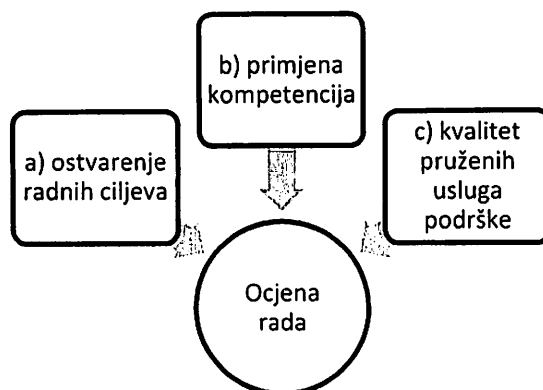 a) ostvarenje
radnih ciljeva
b) primjena
kompetencija
c) kvalitet
pruženih
usluga
podrške
Ocjena
rada